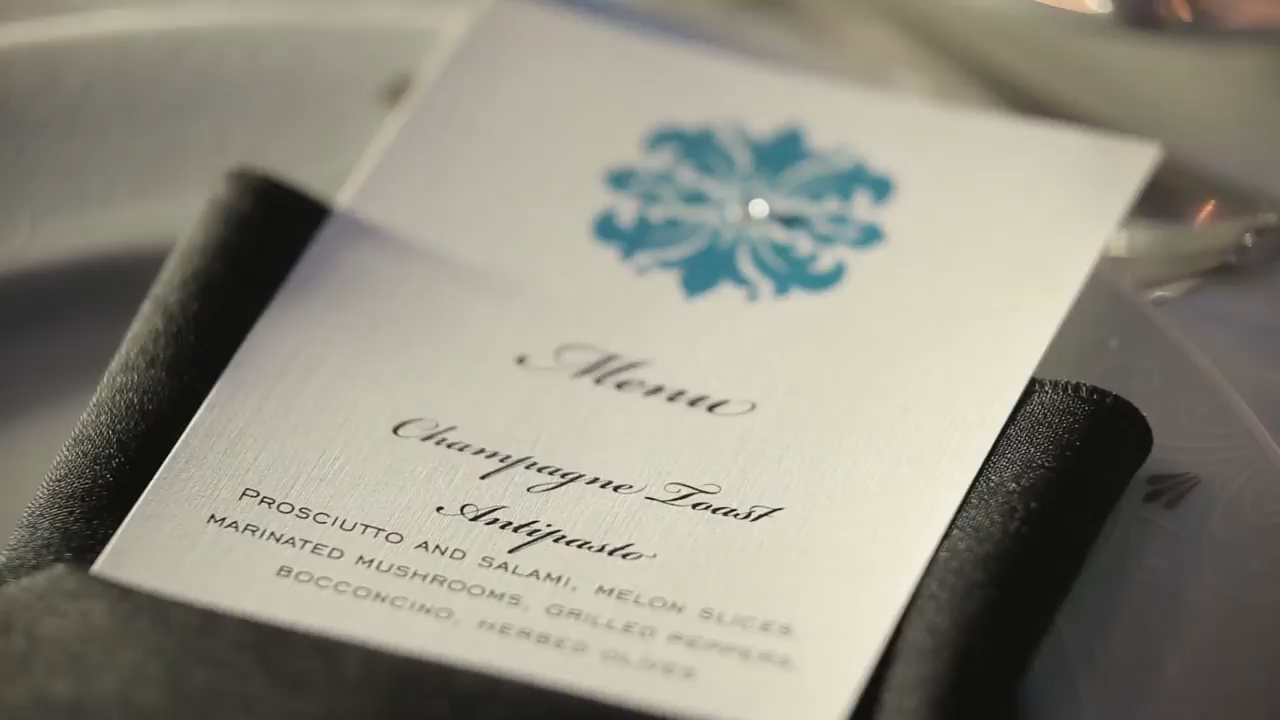 Menu
Champagne Toast
Antipasto
PROSCIUTTO AND SALAMI, MELON SLICES,
MARINATED MUSHROOMS, GRILLED PEPPERS,
BOCCONCINO, HERBED OLIVES